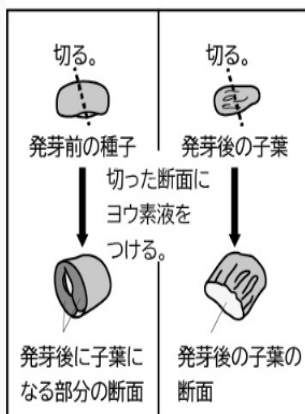 切る。
発芽前の種子
切る。
発芽後の子葉
切った断面に
ヨウ素液を
つける。
発芽後に子葉に
なる部分の断面
発芽後の子葉の
断面